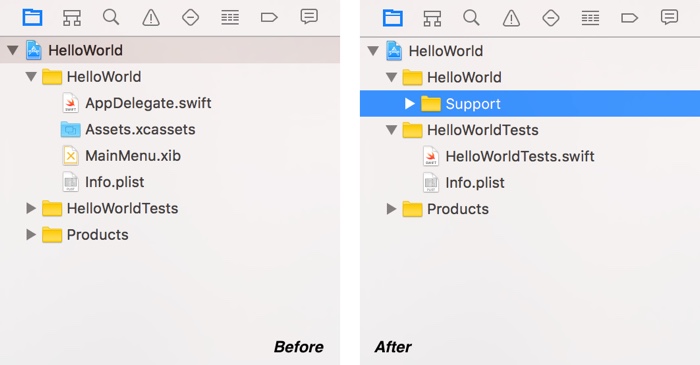 HelloWorld
HelloWorld
AppDelegate.swift
Assets.xcassets
MainMenu.xib
Info.plist
HelloWorldTests
Products
Before
HelloWorld
HelloWorld
Support
HelloWorldTests
HelloWorldTests.swift
Info.plist
Products
After